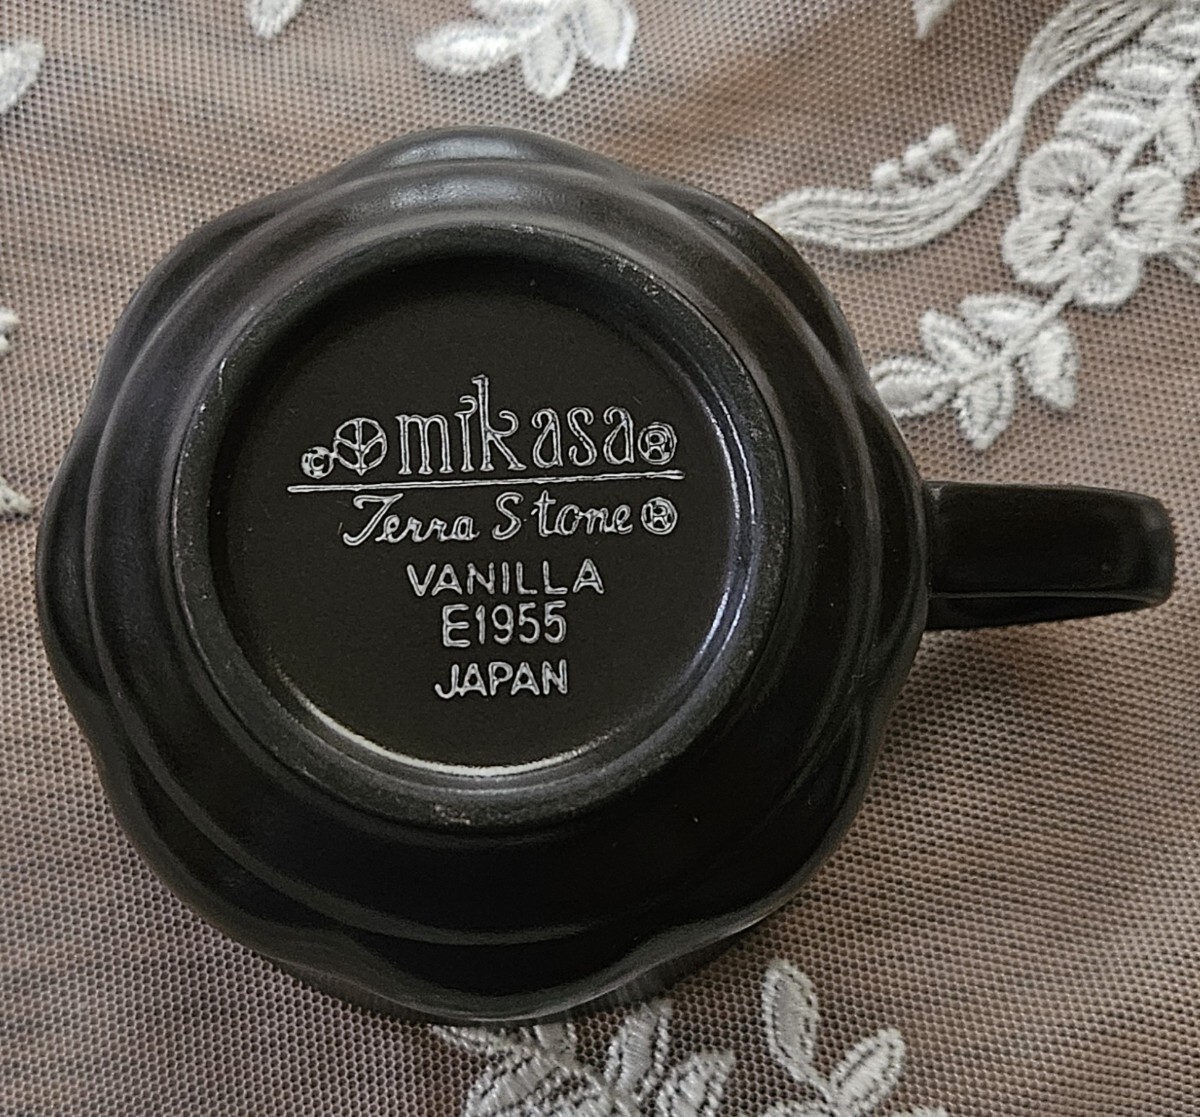 © mikasa®
Terra Stone®
VANILLA
E1955
JAPAN